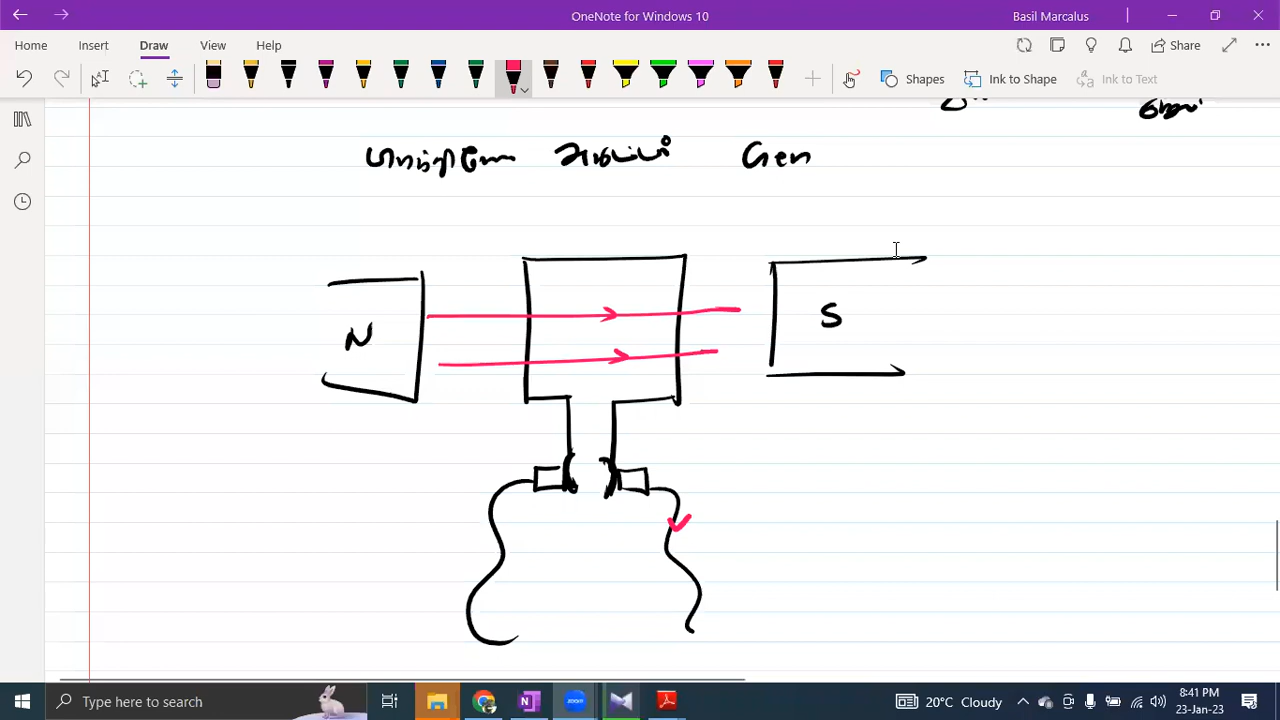 OneNote for Windows 10
Basil Marcalus
Home Insert Draw View Help
Share
Shapes Ink to Shape Ink to Text
Gen
N S
Type here to search
zoom
20°C Cloudy
8:41 PM
23-Jan-23